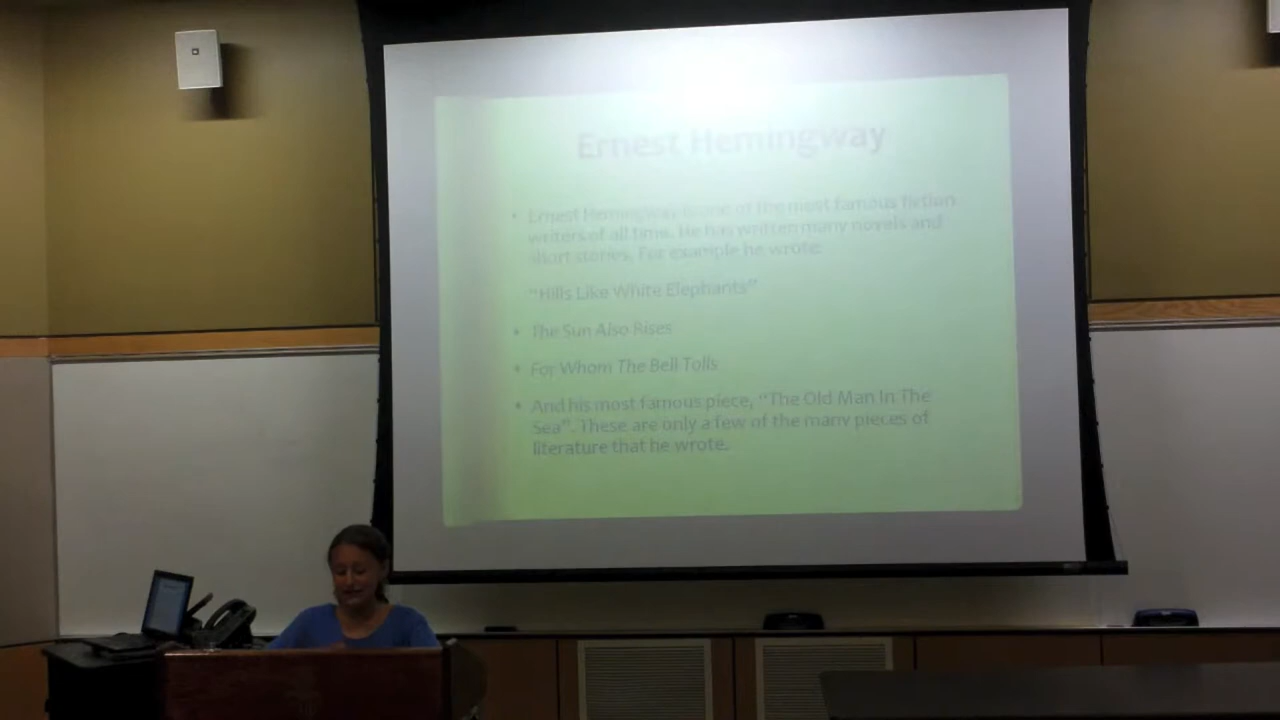 Ernest Hemingway
• Ernest Hemingway is one of the most famous fiction
writers of all time. He has written many novels and
short stories. For example he wrote:
"Hills Like White Elephants"
• The Sun Also Rises
• For Whom The Bell Tolls
• And his most famous piece, "The Old Man In The
Sea". These are only a few of the many pieces of
literature that he wrote.